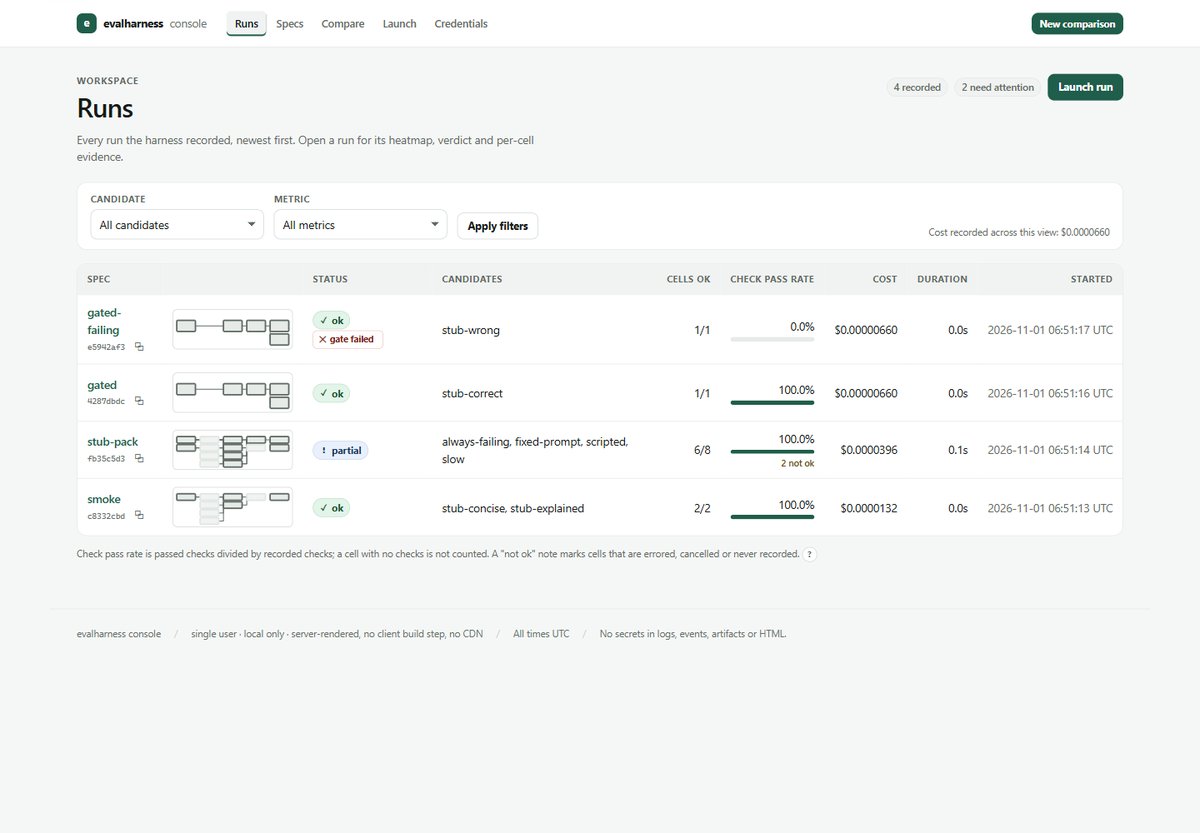 e evalharness console Runs Specs Compare Launch Credentials New comparison
WORKSPACE
4 recorded 2 need attention Launch run
Runs
Every run the harness recorded, newest first. Open a run for its heatmap, verdict and per-cell
evidence.
CANDIDATE METRIC
All candidates All metrics Apply filters
Cost recorded across this view: $0.0000660
SPEC STATUS CANDIDATES CELLS OK CHECK PASS RATE COST DURATION STARTED
gated-
failing
e5942af3
✓ ok
✕ gate failed
stub-wrong 1/1 0.0% $0.00000660 0.0s 2026-11-01 06:51:17 UTC
gated
4287dbdc
✓ ok
stub-correct 1/1 100.0% $0.00000660 0.0s 2026-11-01 06:51:16 UTC
stub-pack
fb35c5d3
! partial
always-failing, fixed-prompt, scripted,
slow
6/8 100.0% $0.0000396 0.1s 2026-11-01 06:51:14 UTC
2 not ok
smoke
c8332cbd
✓ ok
stub-concise, stub-explained 2/2 100.0% $0.0000132 0.0s 2026-11-01 06:51:13 UTC
Check pass rate is passed checks divided by recorded checks; a cell with no checks is not counted. A "not ok" note marks cells that are errored, cancelled or never recorded. ?
evalharness console / single user · local only · server-rendered, no client build step, no CDN / All times UTC / No secrets in logs, events, artifacts or HTML.